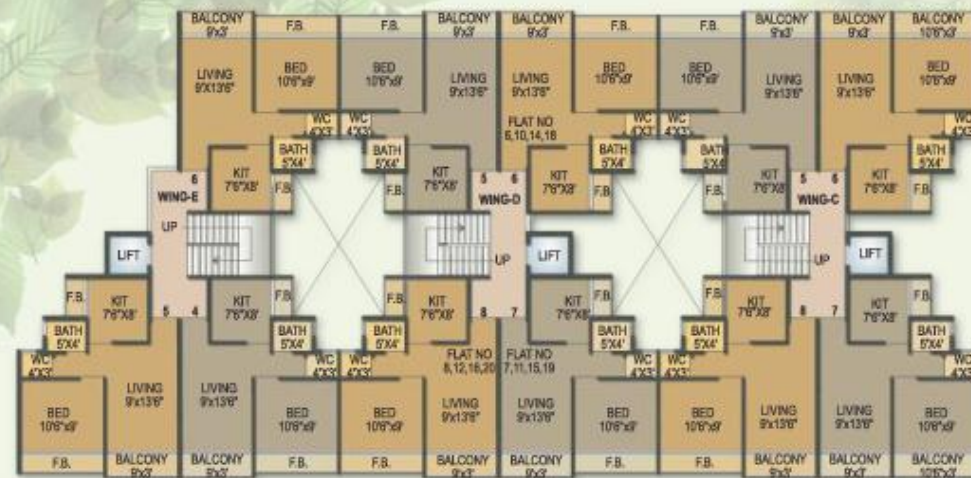 BALCONY
9'x3'
F.B.
F.B.
BALCONY
9'x3'
BALCONY
9'x3'
F.B.
F.B.
BALCONY
9'x3'
BALCONY
9'x3'
BALCONY
10'6"x3'
LIVING
9'X13'6"
BED
10'6"x9'
BED
10'6"x9'
LIVING
9'x13'6"
LIVING
9'x13'6"
BED
10'6"x9'
BED
10'6"x9'
LIVING
9'x13'6"
LIVING
9'x13'6"
BED
10'6"x9'
WC
4'X3'
WC
4'X3'
FLAT NO
6,10,14,18
WC
4'X3'
WC
4'X3'
BATH
5'X4'
BATH
5'X4'
BATH
5'X4'
BATH
5'X4'
BATH
5'X4'
KIT
7'6"X8'
F.B.
F.B.
KIT
7'6"X8'
KIT
7'6"X8'
F.B.
F.B.
KIT
7'6"X8'
KIT
7'6"X8'
F.B.
6
WING-E
5 6
WING-D
5 6
WING-C
UP
UP
UP
LIFT
LIFT
LIFT
F.B.
KIT
7'6"X8'
KIT
7'6"X8'
F.B.
F.B.
KIT
7'6"X8'
KIT
7'6"X8'
F.B.
F.B.
KIT
7'6"X8'
KIT
7'6"X8'
F.B.
5 4
8 7
8 7
BATH
5'X4'
BATH
5'X4'
BATH
5'X4'
BATH
5'X4'
BATH
5'X4'
BATH
5'X4'
WC
4'X3'
WC
4'X3'
WC
4'X3'
FLAT NO
8,12,16,20
FLAT NO
7,11,15,19
WC
4'X3'
WC
4'X3'
BED
10'6"x9'
LIVING
9'x13'6"
LIVING
9'x13'6"
BED
10'6"x9'
BED
10'6"x9'
LIVING
9'x13'6"
LIVING
9'x13'6"
BED
10'6"x9'
BED
10'6"x9'
LIVING
9'x13'6"
LIVING
9'x13'6"
BED
10'6"x9'
F.B.
BALCONY
9'x3'
BALCONY
9'x3'
F.B.
F.B.
BALCONY
9'x3'
BALCONY
9'x3'
F.B.
F.B.
BALCONY
9'x3'
BALCONY
9'x3'
BALCONY
10'6"x3'